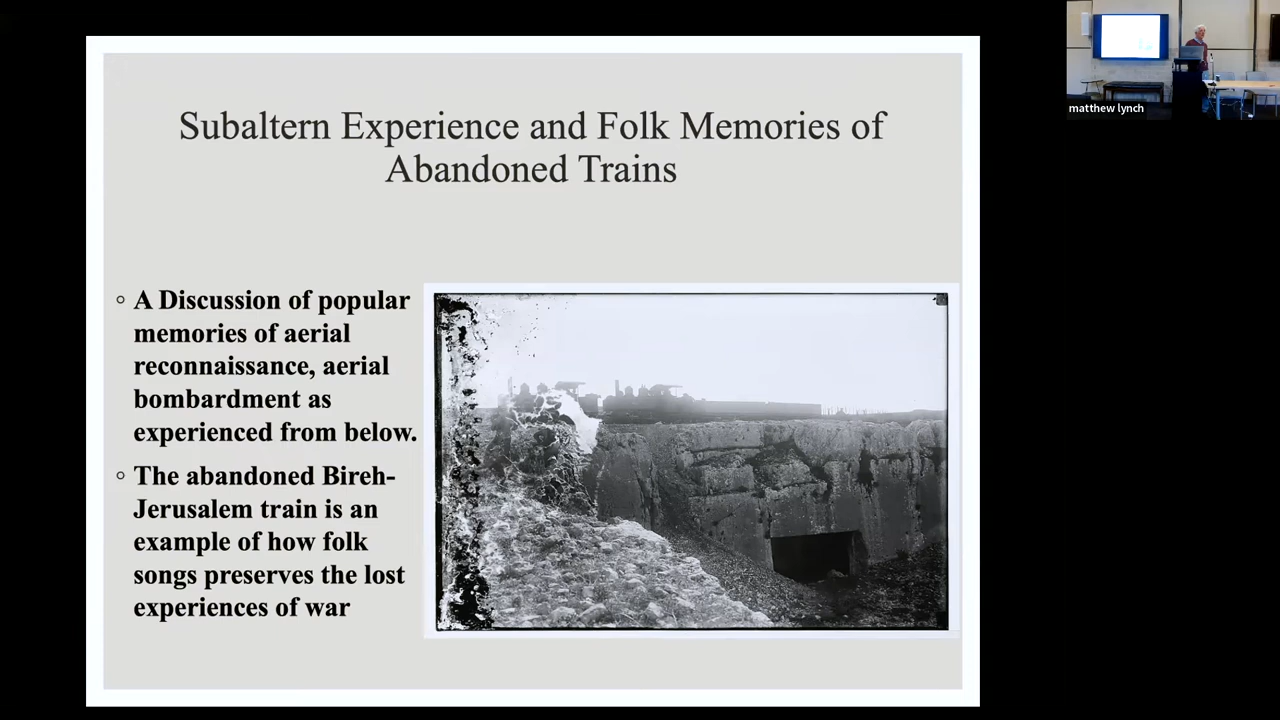 Subaltern Experience and Folk Memories of
Abandoned Trains
A Discussion of popular
memories of aerial
reconnaissance, aerial
bombardment as
experienced from below.
The abandoned Bireh-
Jerusalem train is an
example of how folk
songs preserves the lost
experiences of war
matthew lynch